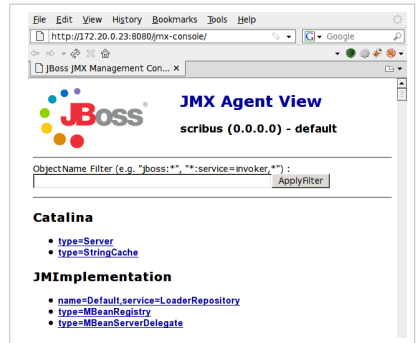 File Edit View History Bookmarks Tools Help
http://172.20.0.23:8080/jmx-console/
Google
JBoss JMX Management Con...
JBoss
JMX Agent View
scribus (0.0.0.0) - default
ObjectName Filter (e.g. "jboss:*", "*:service=invoker,*") :
ApplyFilter
Catalina
type=Server
type=StringCache
JMImplementation
name=Default,service=LoaderRepository
type=MBeanRegistry
type=MBeanServerDelegate